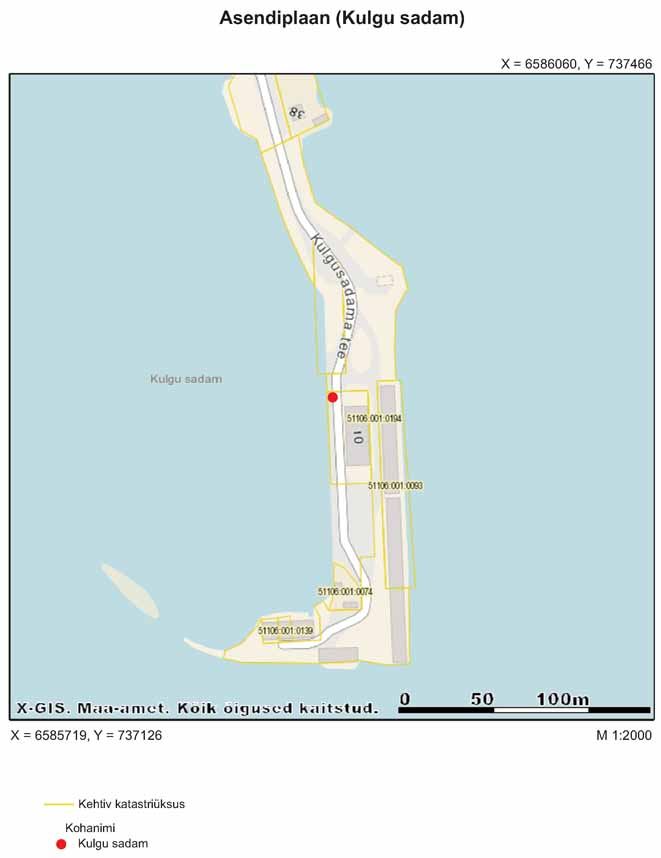 Asendiplaan (Kulgu sadam)
X = 6586060, Y = 737466
38
Kulgusadama tee
Kulgu sadam
51106:001:0194
10
51106:001:0093
51106:001:0074
51106:001:0139
X-GIS. Maa-amet. Kõik õigused kaitstud.
0 50 100m
X = 6585719, Y = 737126
M 1:2000
Kehtiv katastriüksus
Kohanimi
Kulgu sadam